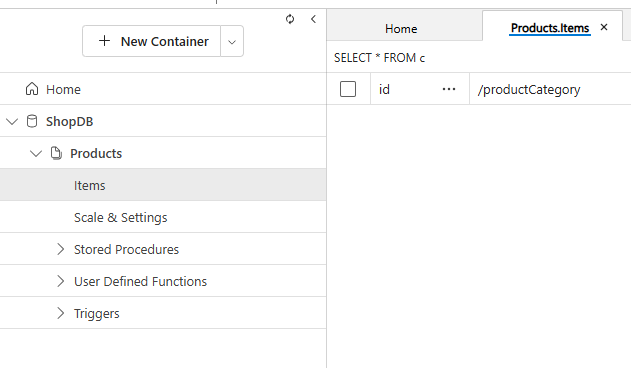 + New Container
Home
ShopDB
Products
Items
Scale & Settings
Stored Procedures
User Defined Functions
Triggers
Home
Products.Items
SELECT * FROM c
id ... /productCategory